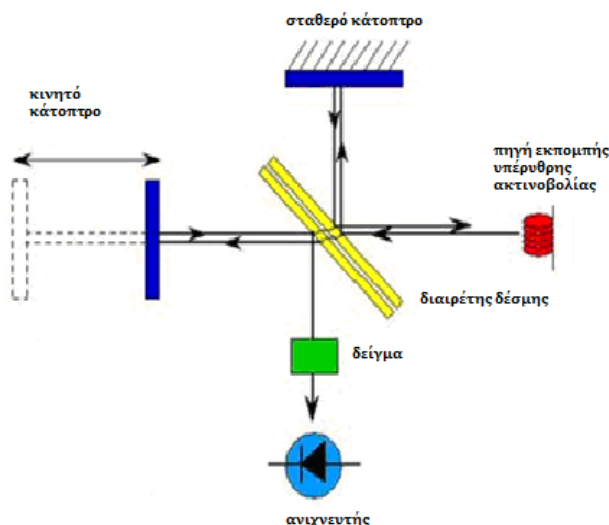 σταθερό κάτοπτρο
κινητό
κάτοπτρο
πηγή εκπομπής
υπέρυθρης
ακτινοβολίας
διαιρέτης δέσμης
δείγμα
ανιχνευτής